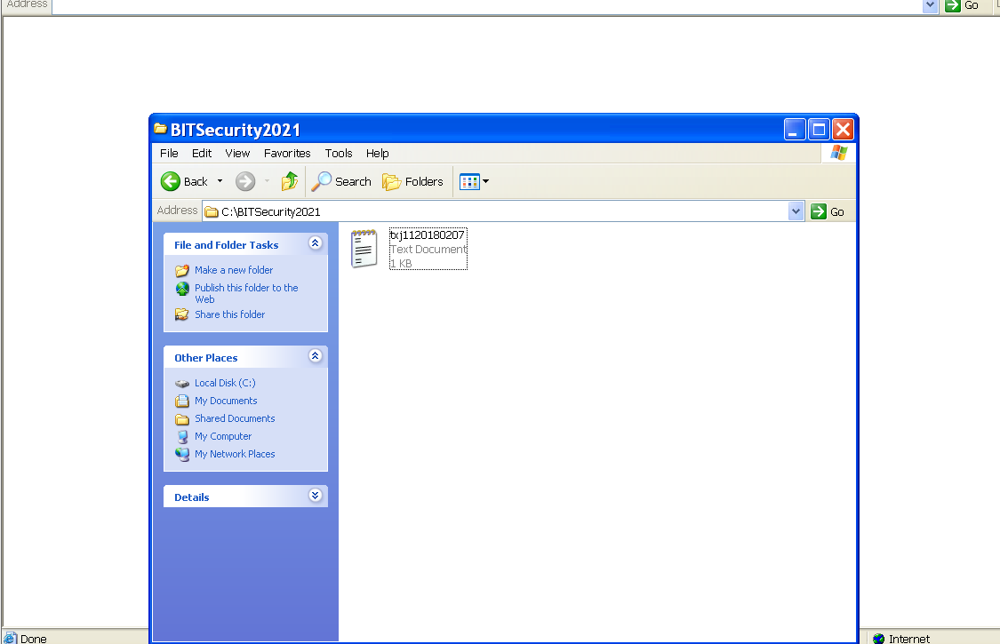 Address
Go
BITSecurity2021
File Edit View Favorites Tools Help
Back Search Folders
Address C:\BITSecurity2021 Go
File and Folder Tasks
Make a new folder
Publish this folder to the
Web
Share this folder
Other Places
Local Disk (C:)
My Documents
Shared Documents
My Computer
My Network Places
Details
txj1120180207
Text Document
1 KB
Done
Internet